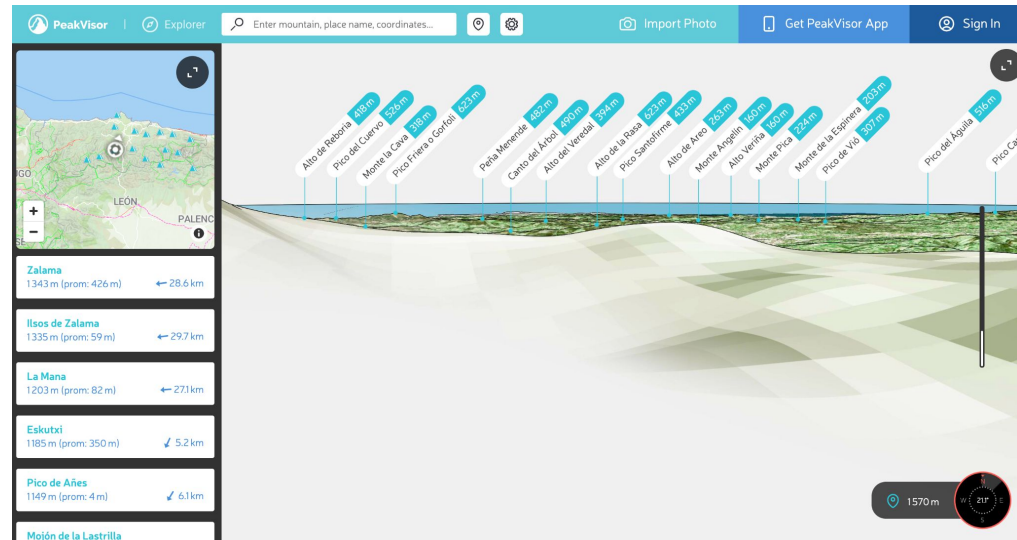 PeakVisor
Explorer
Enter mountain, place name, coordinates...
Import Photo
Get PeakVisor App
Sign In
LEÓN
PALENC
+
−
Zalama
1343 m (prom: 426 m)
28.6 km
Ilsos de Zalama
1335 m (prom: 59 m)
29.7 km
La Mana
1203 m (prom: 82 m)
27.1 km
Eskutxi
1185 m (prom: 350 m)
5.2 km
Pico de Añes
1149 m (prom: 4 m)
6.1 km
Mojón de la Lastrilla
Alto de Reboria 418 m
Pico del Cuervo 526 m
Monte la Cava 318 m
Pico Friera o Gorfolí 623 m
Peña Menende 482 m
Canto del Árbol 490 m
Alto del Veredal 394 m
Alto de la Rasa 623 m
Pico Santofirme 433 m
Alto de Areo 263 m
Monte Angelin 160 m
Alto Veriña 160 m
Monte Pica 224 m
Monte de la Espinera 203 m
Pico de Vio 307 m
Pico del Águila 516 m
Pico Ca
1570 m
N
W
E
S